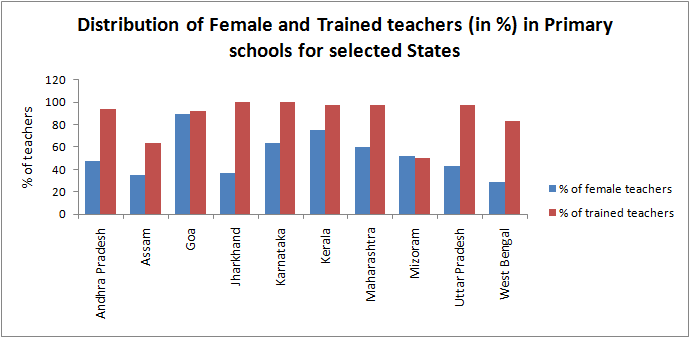 Distribution of Female and Trained teachers (in %) in Primary
schools for selected States
% of teachers
120
100
80
60
40
20
0
Andhra Pradesh
Assam
Goa
Jharkhand
Karnataka
Kerala
Maharashtra
Mizoram
Uttar Pradesh
West Bengal
% of female teachers
% of trained teachers